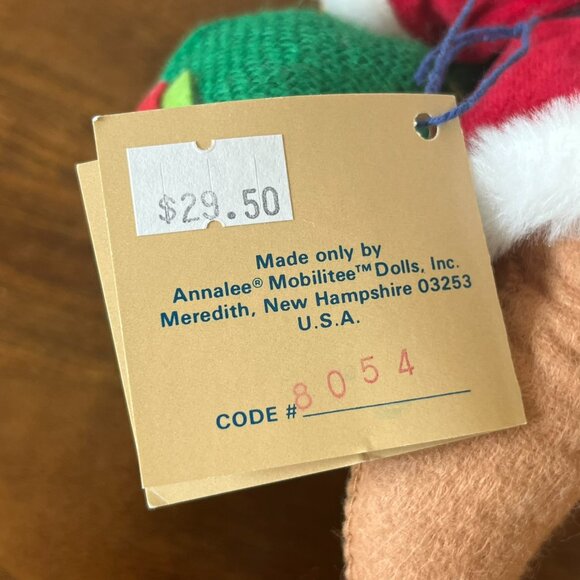 $29.50
Made only by
Annalee® Mobilitee™ Dolls, Inc.
Meredith, New Hampshire 03253
U.S.A.
CODE # 8054